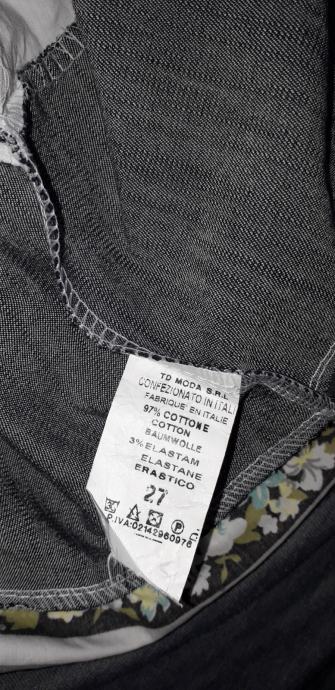 TD MODA S.R.L
CONFEZIONATO IN ITALI
FABRIQUE' EN ITALIE
97% COTTONE
COTTON
BAUMWOLLE
3% ELASTAM
ELASTANE
ERASTICO
27
P
P.IVA:02142960976